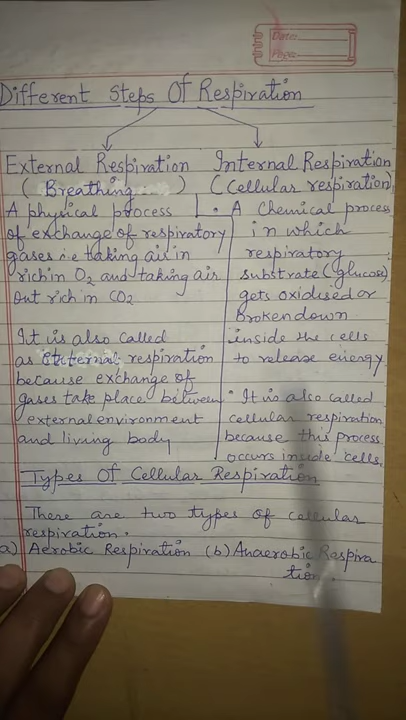 Date:
Page:
Different Steps Of Respiration
External Respiration
( Breathing )
A physical process
of exchange of respiratory
gases i.e taking air in
rich in O2 and taking air
out rich in CO2
It is also called
as external respiration
because exchange of
gases take place between
external environment
and living body
Internal Respiration
(Cellular respiration)
• A Chemical process
in which
respiratory
substrate (glucose)
gets oxidised or
broken down
inside the cells
to release energy
• It is also called
cellular respiration
because this process
occurs inside cells.
Types Of Cellular Respiration
There are two types of cellular
respiration.
a) Aerobic Respiration (b) Anaerobic Respira
tion.